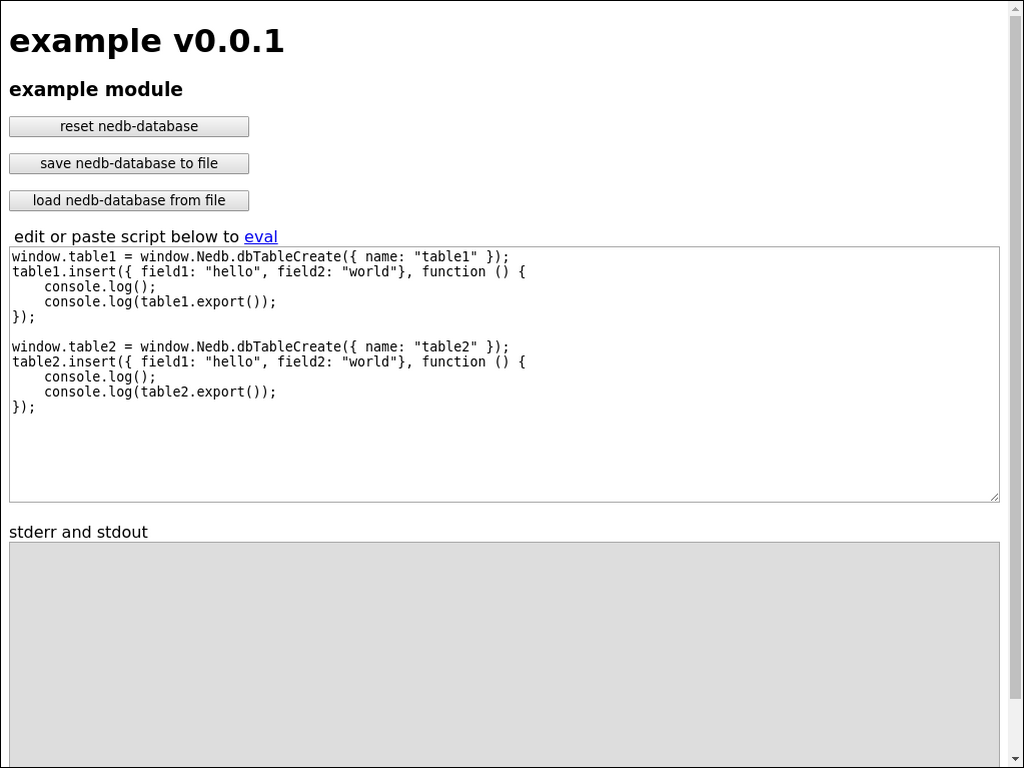 example v0.0.1
example module
reset nedb-database
save nedb-database to file
load nedb-database from file
edit or paste script below to eval
window.table1 = window.Nedb.dbTableCreate({ name: "table1" });
table1.insert({ field1: "hello", field2: "world"}, function () {
    console.log();
    console.log(table1.export());
});

window.table2 = window.Nedb.dbTableCreate({ name: "table2" });
table2.insert({ field1: "hello", field2: "world"}, function () {
    console.log();
    console.log(table2.export());
});
stderr and stdout